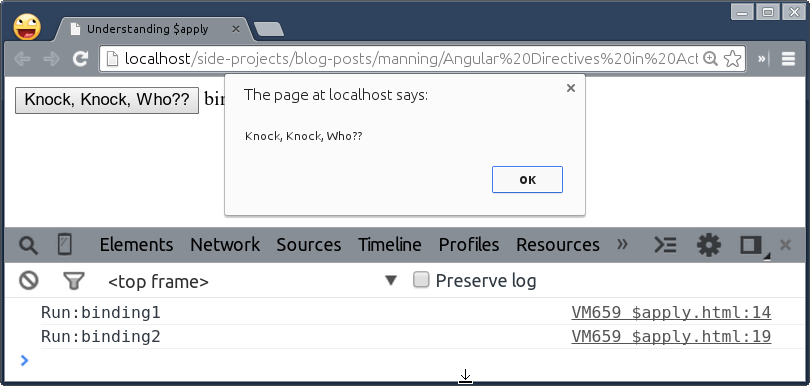 Understanding $apply
localhost/side-projects/blog-posts/manning/Angular%20Directives%20in%20Act
Knock, Knock, Who?? bin
The page at localhost says:
Knock, Knock, Who??
OK
Elements Network Sources Timeline Profiles Resources »
<top frame> Preserve log
Run:binding1 VM659 $apply.html:14
Run:binding2 VM659 $apply.html:19